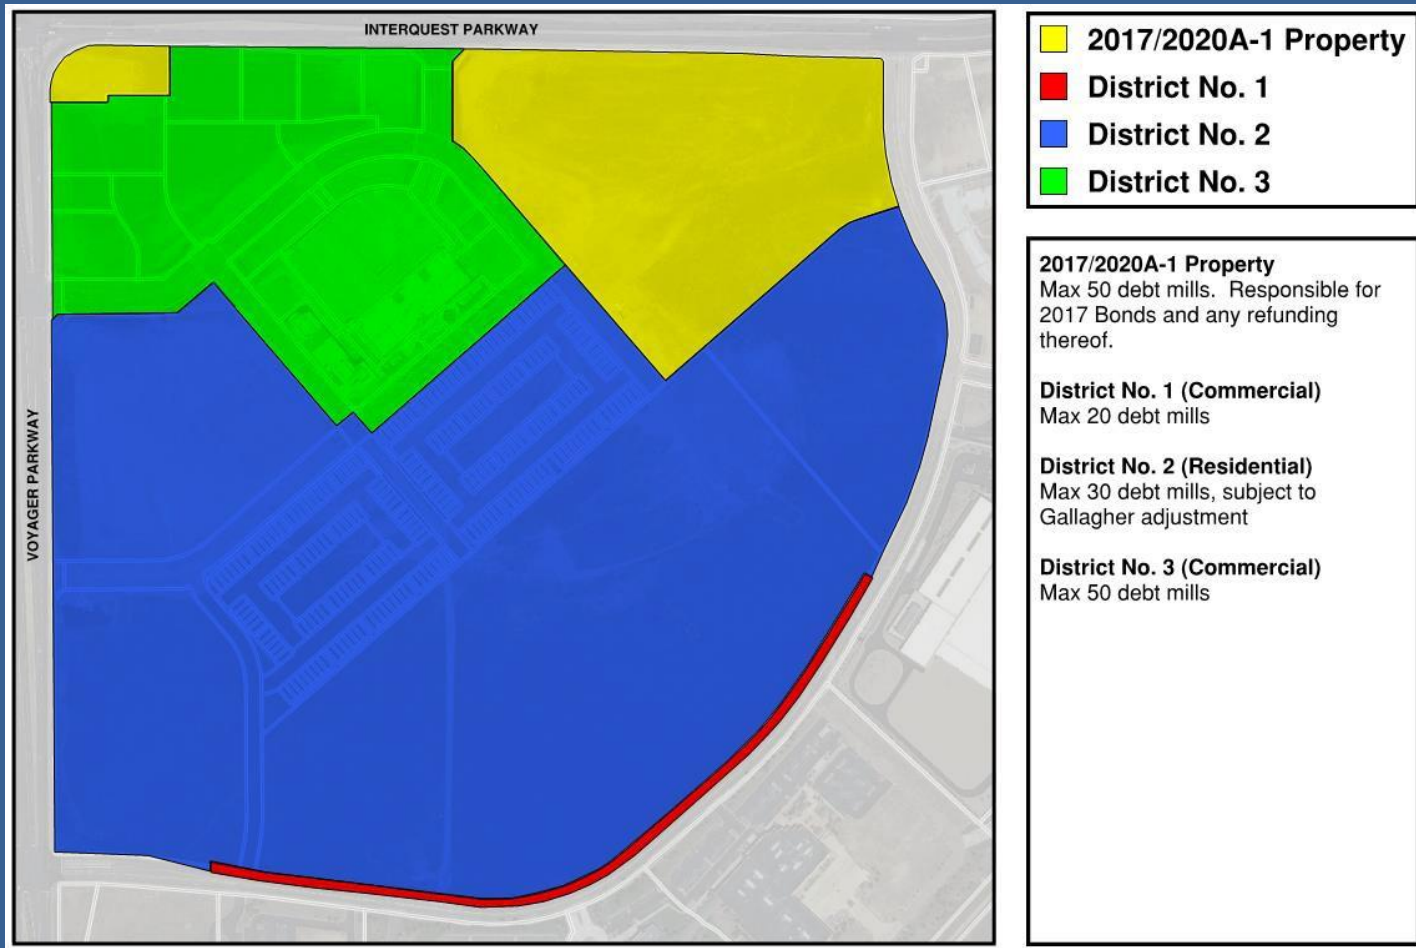 INTERQUEST PARKWAY
VOYAGER PARKWAY
2017/2020A-1 Property
District No. 1
District No. 2
District No. 3
2017/2020A-1 Property
Max 50 debt mills.  Responsible for
2017 Bonds and any refunding
thereof.
District No. 1 (Commercial)
Max 20 debt mills
District No. 2 (Residential)
Max 30 debt mills, subject to
Gallagher adjustment
District No. 3 (Commercial)
Max 50 debt mills